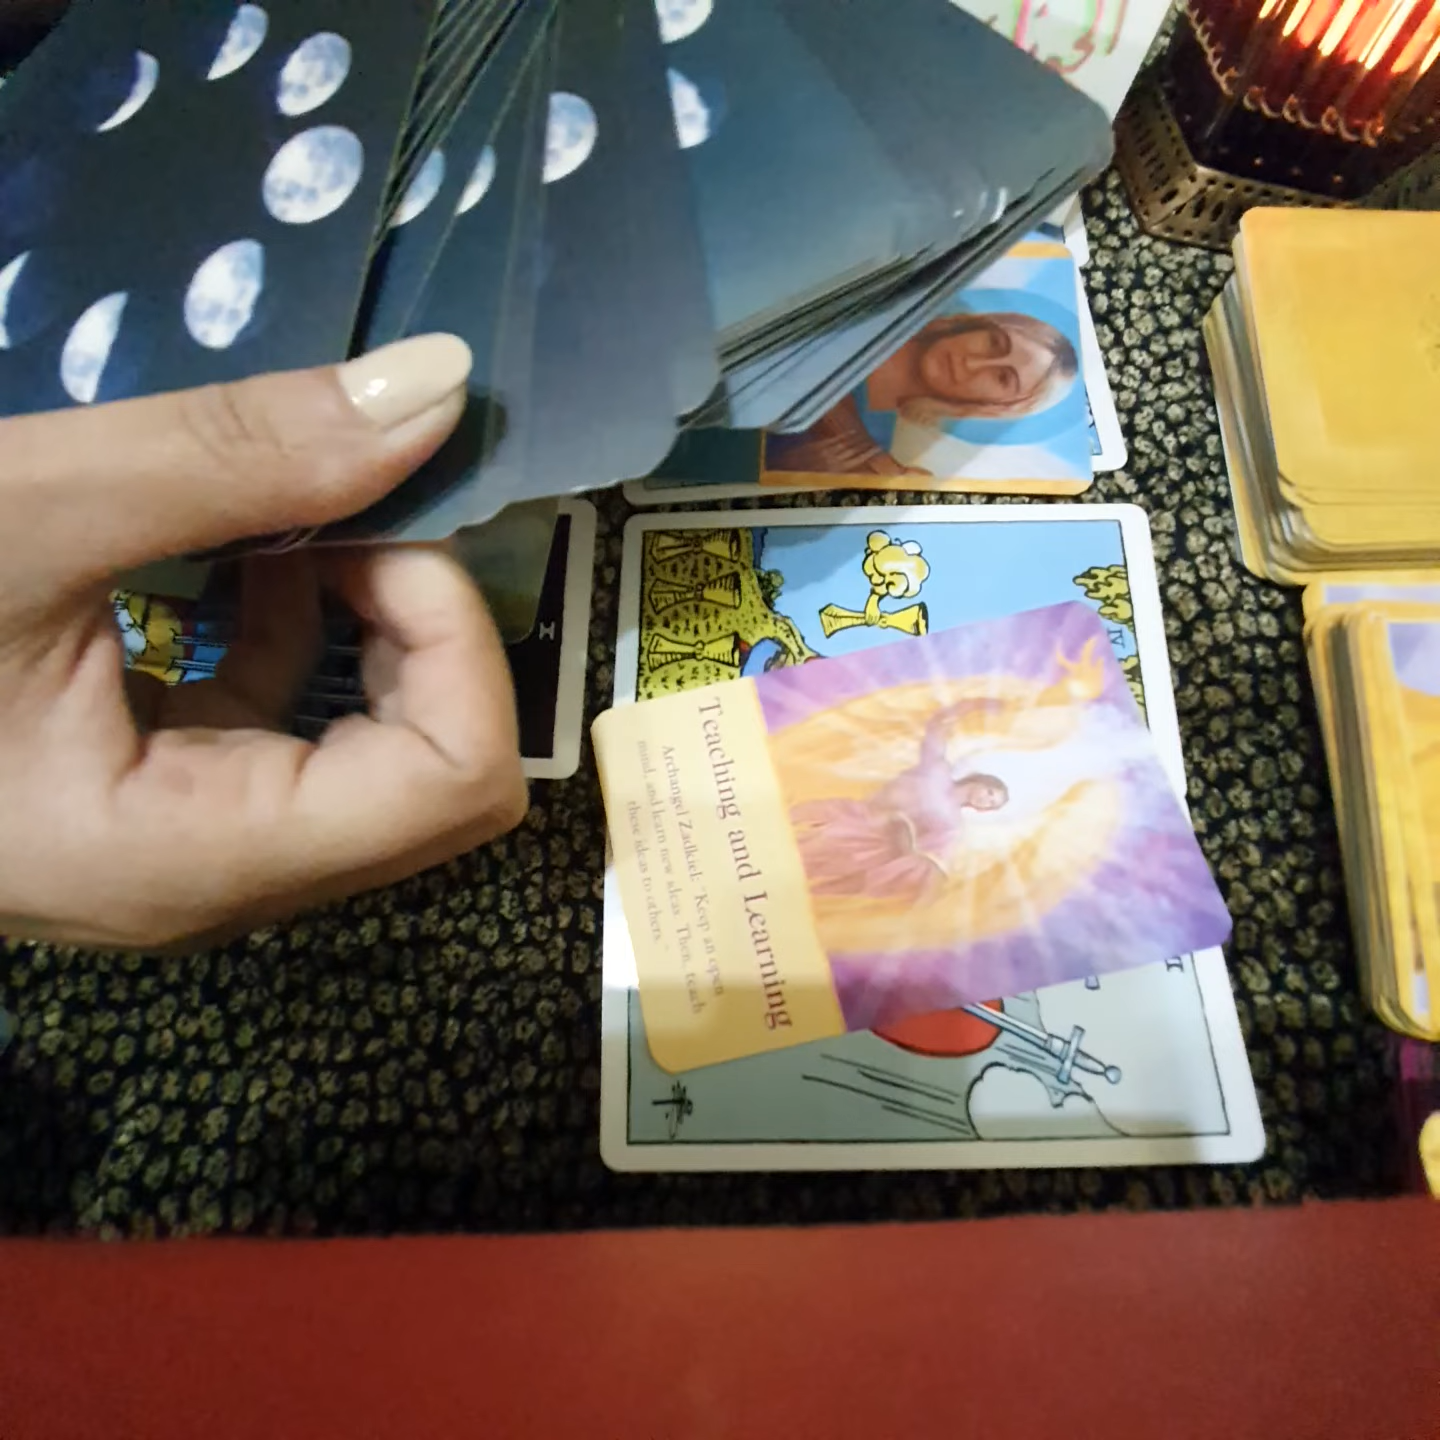 Teaching and Learning
Archangel Zadkiel: "Keep an open
mind, and learn new ideas. Then, teach
these ideas to others."
IV